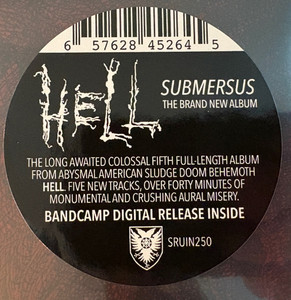 6 57628 45264 5
HELL
SUBMERSUS
THE BRAND NEW ALBUM
THE LONG AWAITED COLOSSAL FIFTH FULL-LENGTH ALBUM
FROM ABYSMAL AMERICAN SLUDGE DOOM BEHEMOTH
HELL. FIVE NEW TRACKS, OVER FORTY MINUTES OF
MONUMENTAL AND CRUSHING AURAL MISERY.
BANDCAMP DIGITAL RELEASE INSIDE
SRUIN250